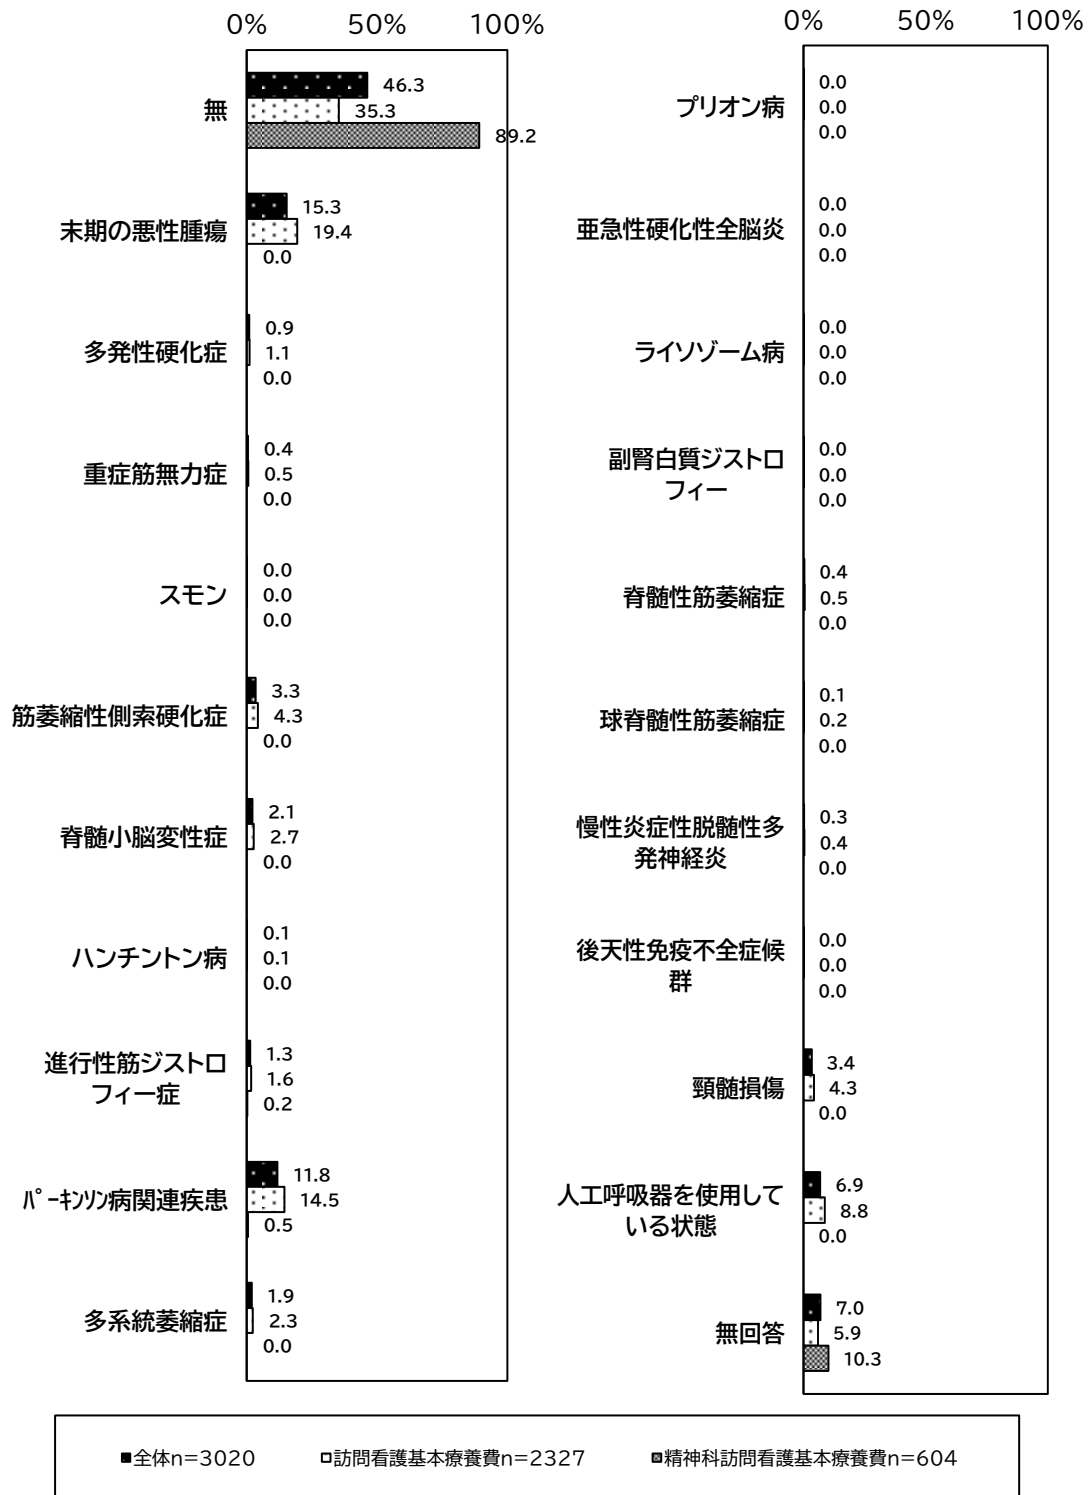 0% 50% 100%
無
46.3
35.3
89.2
末期の悪性腫瘍
15.3
19.4
0.0
多発性硬化症
0.9
1.1
0.0
重症筋無力症
0.4
0.5
0.0
スモン
0.0
0.0
0.0
筋萎縮性側索硬化症
3.3
4.3
0.0
脊髄小脳変性症
2.1
2.7
0.0
ハンチントン病
0.1
0.1
0.0
進行性筋ジストロ
フィー症
1.3
1.6
0.2
ﾊﾟｰｷﾝｿﾝ病関連疾患
11.8
14.5
0.5
多系統萎縮症
1.9
2.3
0.0
0% 50% 100%
プリオン病
0.0
0.0
0.0
亜急性硬化性全脳炎
0.0
0.0
0.0
ライソゾーム病
0.0
0.0
0.0
副腎白質ジストロ
フィー
0.0
0.0
0.0
脊髄性筋萎縮症
0.4
0.5
0.0
球脊髄性筋萎縮症
0.1
0.2
0.0
慢性炎症性脱髄性多
発神経炎
0.3
0.4
0.0
後天性免疫不全症候
群
0.0
0.0
0.0
頸髄損傷
3.4
4.3
0.0
人工呼吸器を使用して
いる状態
6.9
8.8
0.0
無回答
7.0
5.9
10.3
全体n=3020 訪問看護基本療養費n=2327 精神科訪問看護基本療養費n=604